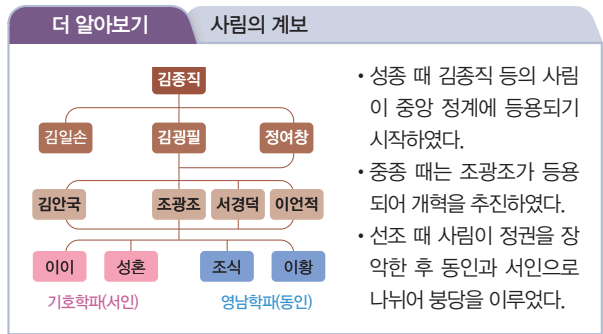 더 알아보기
사림의 계보
김종직
김일손 김굉필 정여창
김안국 조광조 서경덕 이언적
이이 성혼 조식 이황
기호학파(서인) 영남학파(동인)
• 성종 때 김종직 등의 사림
이 중앙 정계에 등용되기
시작하였다.
• 중종 때는 조광조가 등용
되어 개혁을 추진하였다.
• 선조 때 사림이 정권을 장
악한 후 동인과 서인으로
나뉘어 붕당을 이루었다.